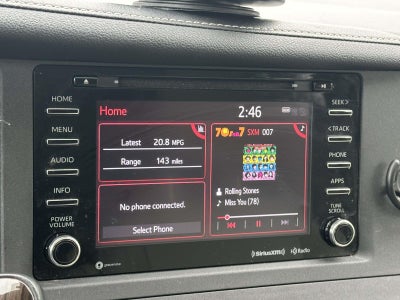 HOME
MENU
AUDIO
INFO
POWER
VOLUME
Home
2:46
Latest 20.8 MPG
Range 143 miles
No phone connected.
Select Phone
70s on 7 SXM 007
Rolling Stones
Miss You (78)
SEEK>
<TRACK
PHONE
APPS
TUNE
SCROLL
SiriusXM
HD Radio